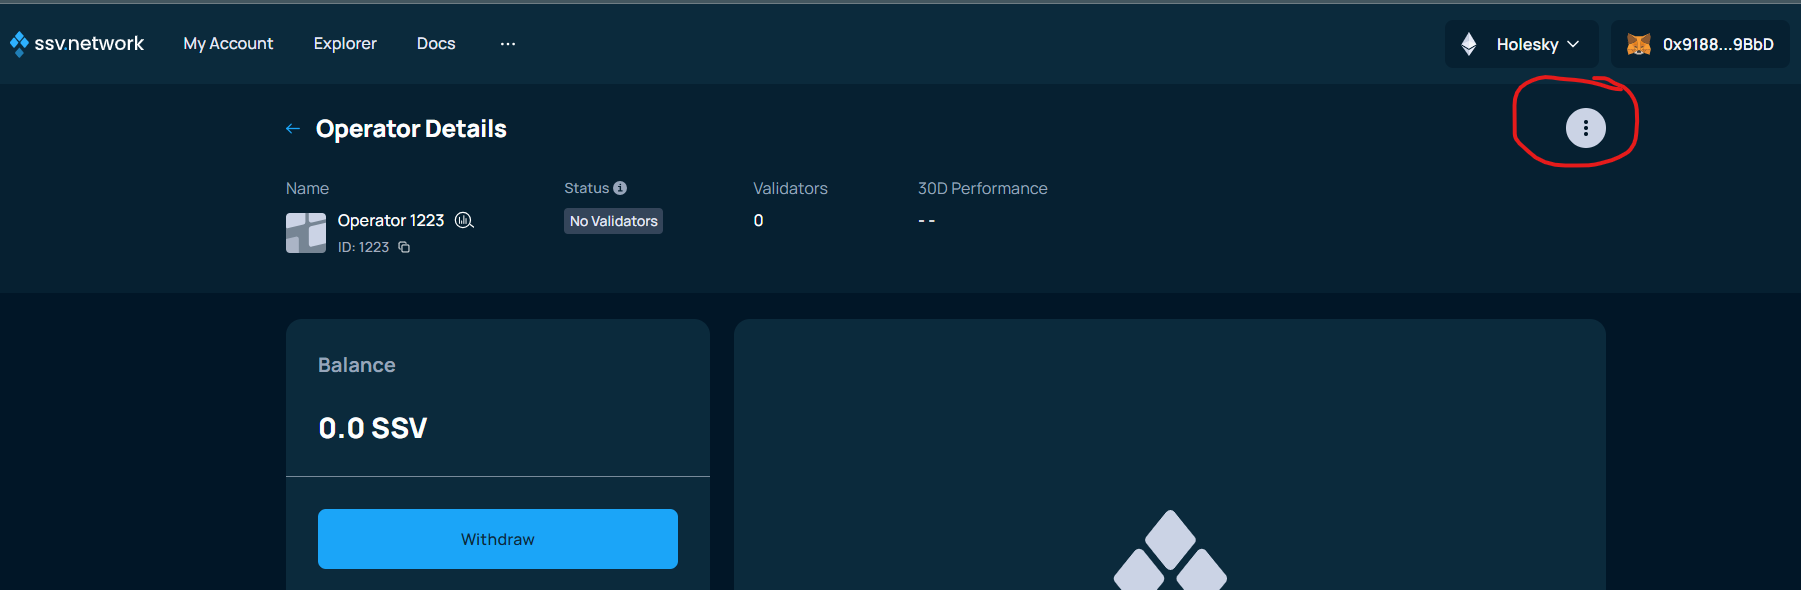 ssv.network My Account Explorer Docs ... Holesky 0x9188...9BbD
← Operator Details
Name Status Validators 30D Performance
Operator 1223 No Validators 0 - -
ID: 1223
Balance
0.0 SSV
Withdraw